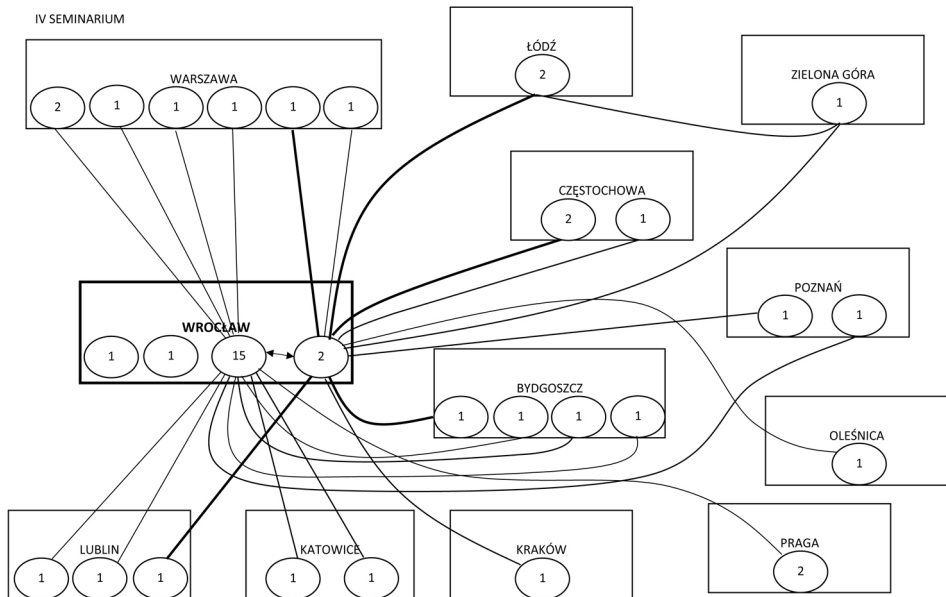 IV SEMINARIUM
WARSZAWA
2 1 1 1 1 1
ŁÓDŹ
2
ZIELONA GÓRA
1
CZĘSTOCHOWA
2 1
POZNAŃ
1 1
WROCŁAW
1 1 15 2
BYDGOSZCZ
1 1 1 1
OLEŚNICA
1
LUBLIN
1 1 1
KATOWICE
1 1
KRAKÓW
1
PRAGA
2